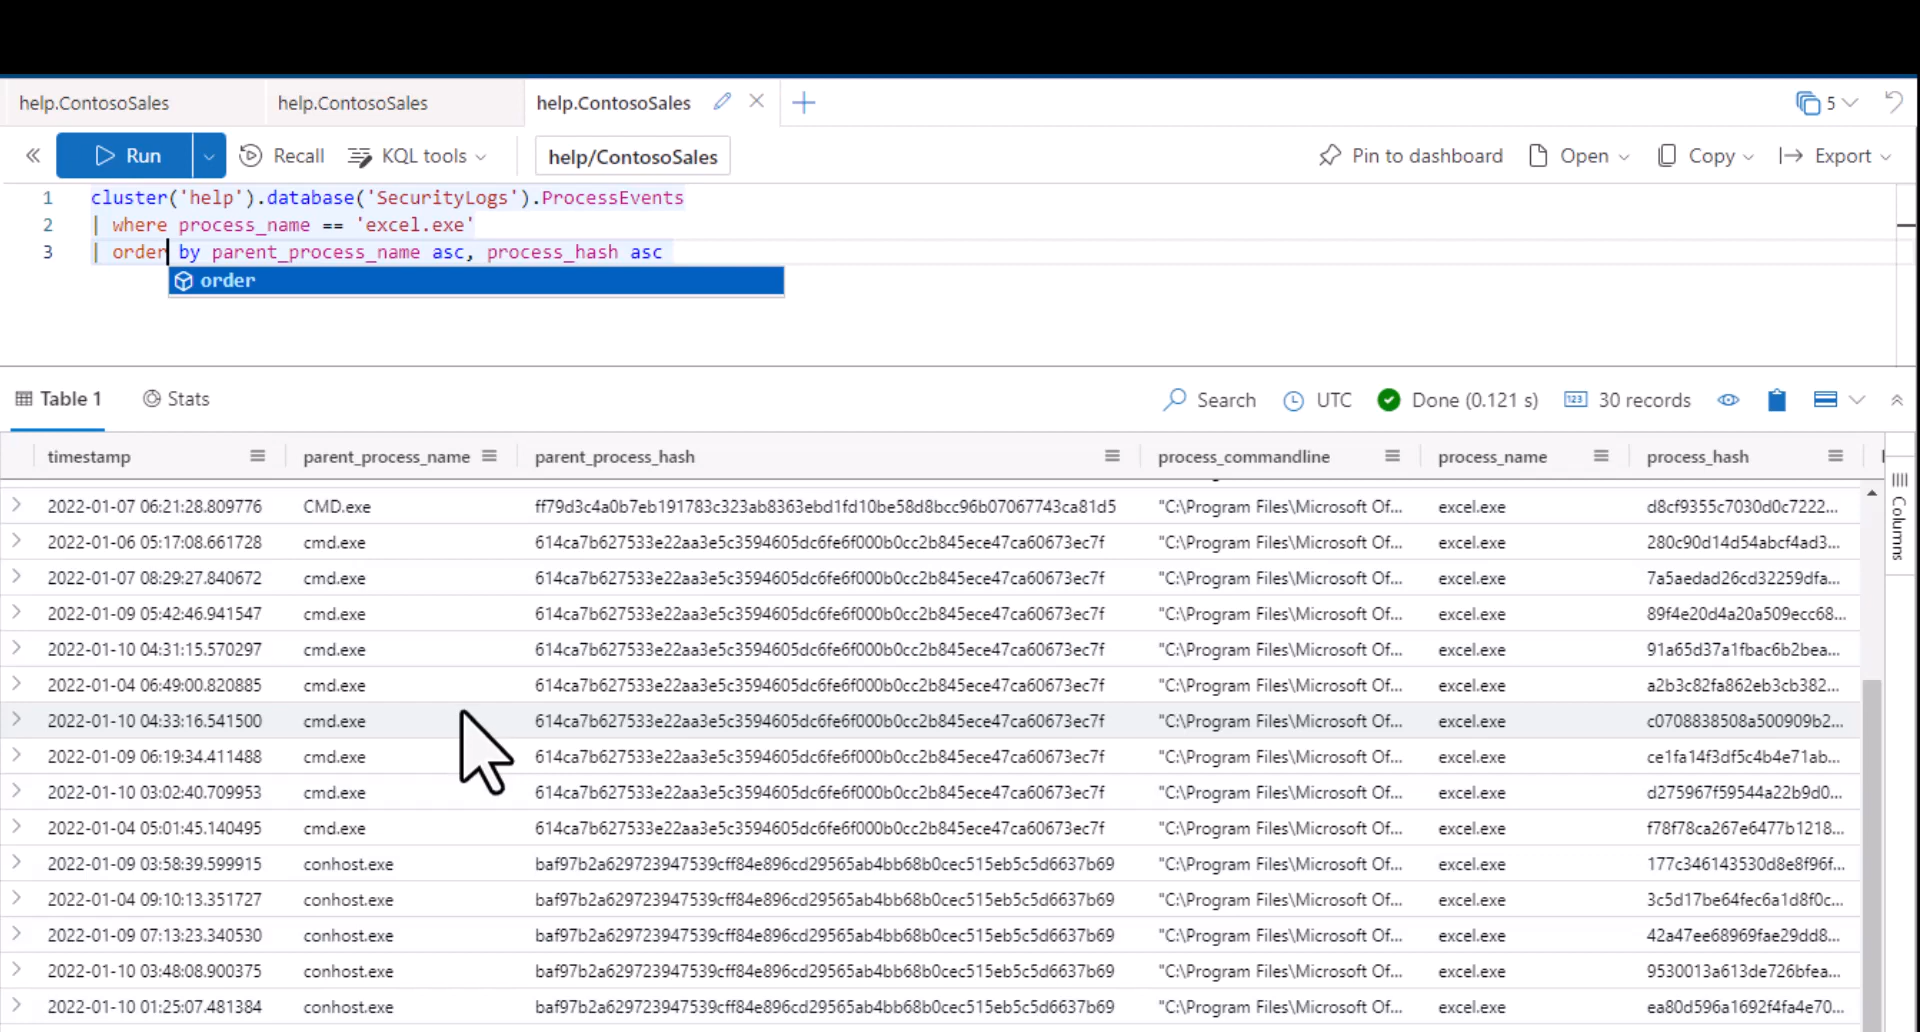 help.ContosoSales help.ContosoSales help.ContosoSales 5
Run Recall KQL tools help/ContosoSales Pin to dashboard Open Copy Export
1 cluster('help').database('SecurityLogs').ProcessEvents
2 | where process_name == 'excel.exe'
3 | order by parent_process_name asc, process_hash asc
order
Table 1 Stats Search UTC Done (0.121 s) 123 30 records
timestamp parent_process_name parent_process_hash process_commandline process_name process_hash
Columns
2022-01-07 06:21:28.809776 CMD.exe ff79d3c4a0b7eb191783c323ab8363ebd1fd10be58d8bcc96b07067743ca81d5 "C:\Program Files\Microsoft Of... excel.exe d8cf9355c7030d0c7222...
2022-01-06 05:17:08.661728 cmd.exe 614ca7b627533e22aa3e5c3594605dc6fe6f000b0cc2b845ece47ca60673ec7f "C:\Program Files\Microsoft Of... excel.exe 280c90d14d54abcf4ad3...
2022-01-07 08:29:27.840672 cmd.exe 614ca7b627533e22aa3e5c3594605dc6fe6f000b0cc2b845ece47ca60673ec7f "C:\Program Files\Microsoft Of... excel.exe 7a5aedad26cd32259dfa...
2022-01-09 05:42:46.941547 cmd.exe 614ca7b627533e22aa3e5c3594605dc6fe6f000b0cc2b845ece47ca60673ec7f "C:\Program Files\Microsoft Of... excel.exe 89f4e20d4a20a509ecc68...
2022-01-10 04:31:15.570297 cmd.exe 614ca7b627533e22aa3e5c3594605dc6fe6f000b0cc2b845ece47ca60673ec7f "C:\Program Files\Microsoft Of... excel.exe 91a65d37a1fbac6b2bea...
2022-01-04 06:49:00.820885 cmd.exe 614ca7b627533e22aa3e5c3594605dc6fe6f000b0cc2b845ece47ca60673ec7f "C:\Program Files\Microsoft Of... excel.exe a2b3c82fa862eb3cb382...
2022-01-10 04:33:16.541500 cmd.exe 614ca7b627533e22aa3e5c3594605dc6fe6f000b0cc2b845ece47ca60673ec7f "C:\Program Files\Microsoft Of... excel.exe c0708838508a500909b2...
2022-01-09 06:19:34.411488 cmd.exe 614ca7b627533e22aa3e5c3594605dc6fe6f000b0cc2b845ece47ca60673ec7f "C:\Program Files\Microsoft Of... excel.exe ce1fa14f3df5c4b4e71ab...
2022-01-10 03:02:40.709953 cmd.exe 614ca7b627533e22aa3e5c3594605dc6fe6f000b0cc2b845ece47ca60673ec7f "C:\Program Files\Microsoft Of... excel.exe d275967f59544a22b9d0...
2022-01-04 05:01:45.140495 cmd.exe 614ca7b627533e22aa3e5c3594605dc6fe6f000b0cc2b845ece47ca60673ec7f "C:\Program Files\Microsoft Of... excel.exe f78f78ca267e6477b1218...
2022-01-09 03:58:39.599915 conhost.exe baf97b2a629723947539cff84e896cd29565ab4bb68b0cec515eb5c5d6637b69 "C:\Program Files\Microsoft Of... excel.exe 177c346143530d8e8f96f...
2022-01-04 09:10:13.351727 conhost.exe baf97b2a629723947539cff84e896cd29565ab4bb68b0cec515eb5c5d6637b69 "C:\Program Files\Microsoft Of... excel.exe 3c5d17be64fec6a1d8f0c...
2022-01-09 07:13:23.340530 conhost.exe baf97b2a629723947539cff84e896cd29565ab4bb68b0cec515eb5c5d6637b69 "C:\Program Files\Microsoft Of... excel.exe 42a47ee68969fae29dd8...
2022-01-10 03:48:08.900375 conhost.exe baf97b2a629723947539cff84e896cd29565ab4bb68b0cec515eb5c5d6637b69 "C:\Program Files\Microsoft Of... excel.exe 9530013a613de726bfea...
2022-01-10 01:25:07.481384 conhost.exe baf97b2a629723947539cff84e896cd29565ab4bb68b0cec515eb5c5d6637b69 "C:\Program Files\Microsoft Of... excel.exe ea80d596a1692f4fa4e70...